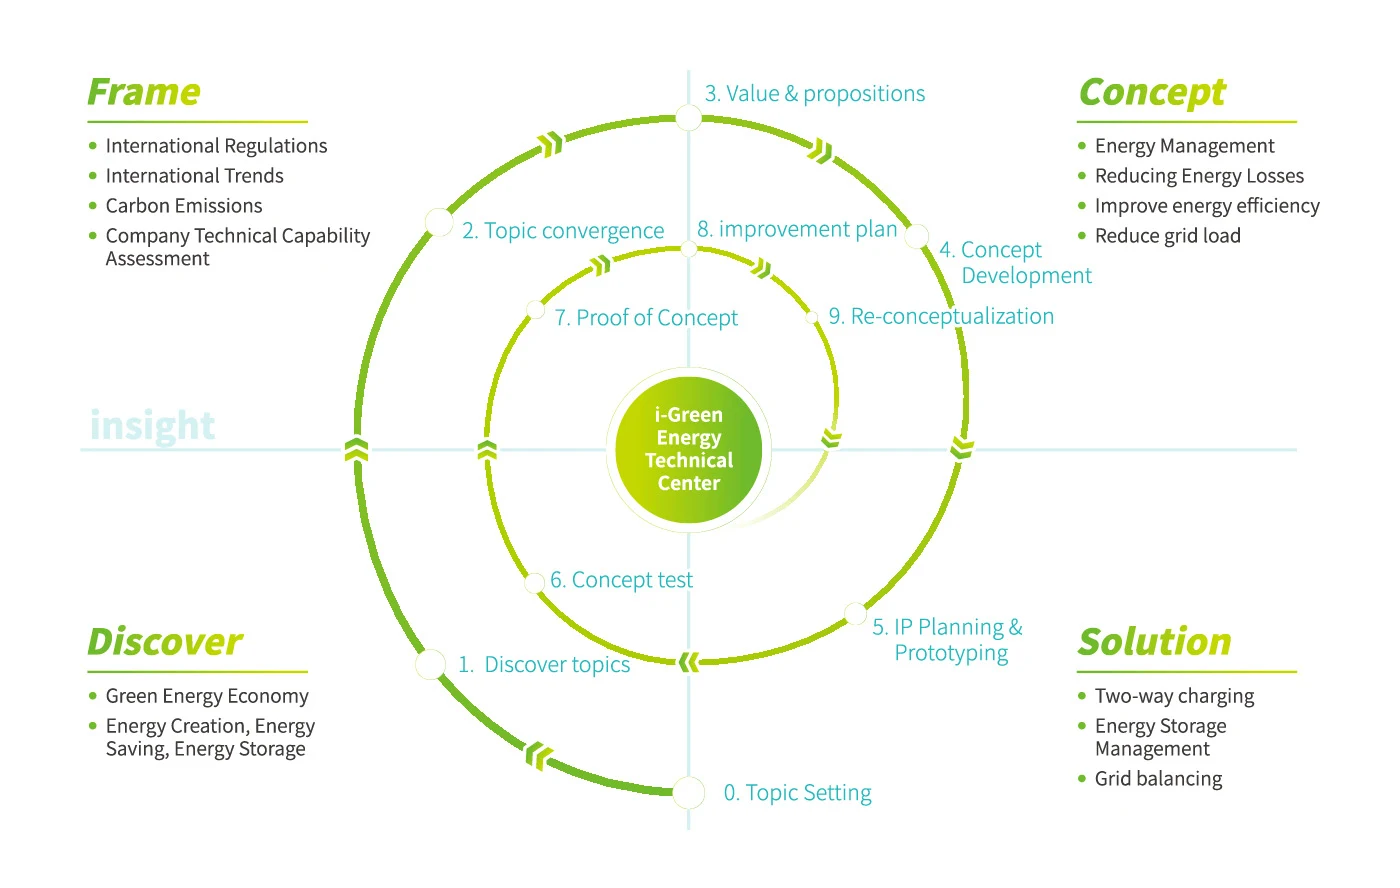 Frame
International Regulations
International Trends
Carbon Emissions
Company Technical Capability
Assessment
3. Value & propositions
Concept
Energy Management
Reducing Energy Losses
Improve energy efficiency
Reduce grid load
2. Topic convergence
8. improvement plan
4. Concept
Development
7. Proof of Concept
9. Re-conceptualization
insight
i-Green
Energy
Technical
Center
6. Concept test
5. IP Planning &
Prototyping
1. Discover topics
0. Topic Setting
Discover
Green Energy Economy
Energy Creation, Energy
Saving, Energy Storage
Solution
Two-way charging
Energy Storage
Management
Grid balancing